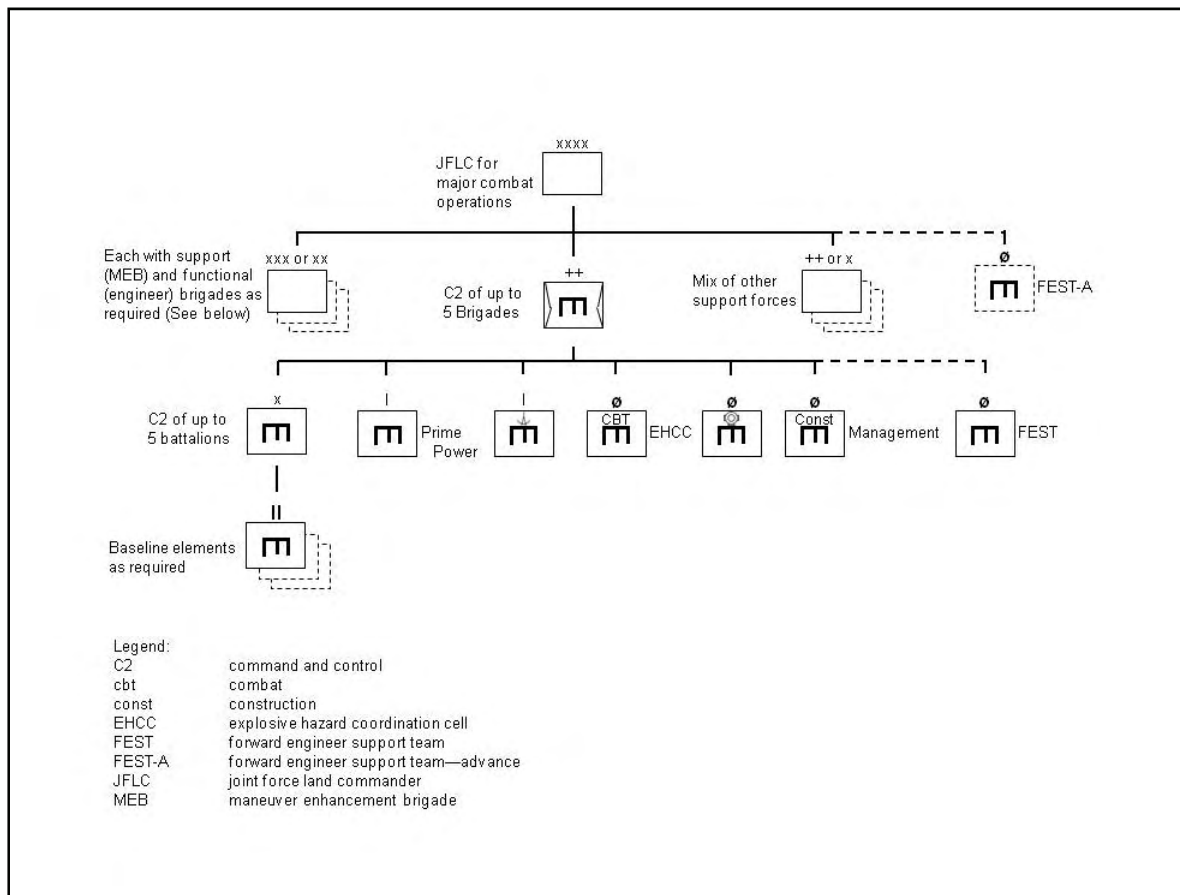 xxxx
JFLC for
major combat
operations
Each with support
(MEB) and functional
(engineer) brigades as
required (See below)
xxx or xx
++
C2 of up to
5 Brigades
++ or x
Mix of other
support forces
Ø
FEST-A
C2 of up to
5 battalions
x
I
Prime
Power
I
Ø
CBT
EHCC
Ø
Ø
Const
Management
Ø
FEST
II
Baseline elements
as required
Legend:
C2 command and control
cbt combat
const construction
EHCC explosive hazard coordination cell
FEST forward engineer support team
FEST-A forward engineer support team—advance
JFLC joint force land commander
MEB maneuver enhancement brigade